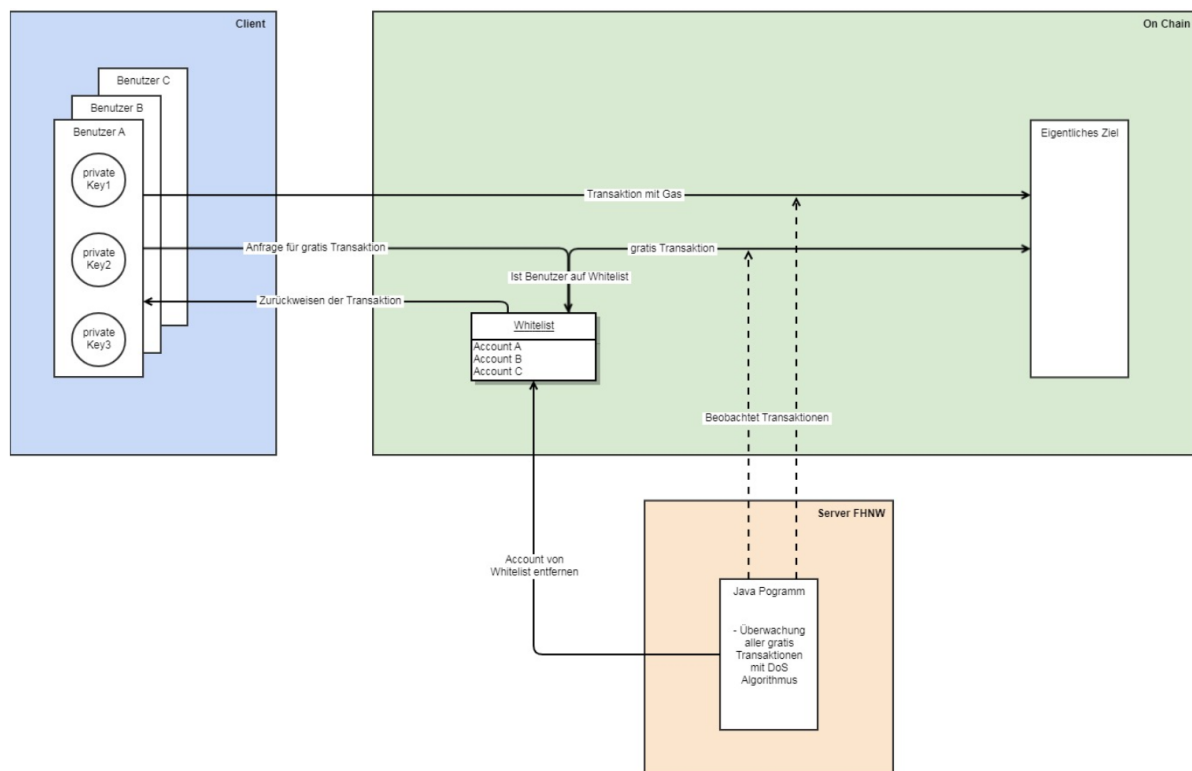 Client
On Chain
Benutzer C
Benutzer B
Benutzer A
Eigentliches Ziel
private
Key1
Transaktion mit Gas
private
Key2
Anfrage für gratis Transaktion
gratis Transaktion
Ist Benutzer auf Whitelist
Zurückweisen der Transaktion
private
Key3
Whitelist
Account A
Account B
Account C
Beobachtet Transaktionen
Server FHNW
Account von
Whitelist entfernen
Java Pogramm
- Überwachung
aller gratis
Transaktionen
mit DoS
Algorithmus